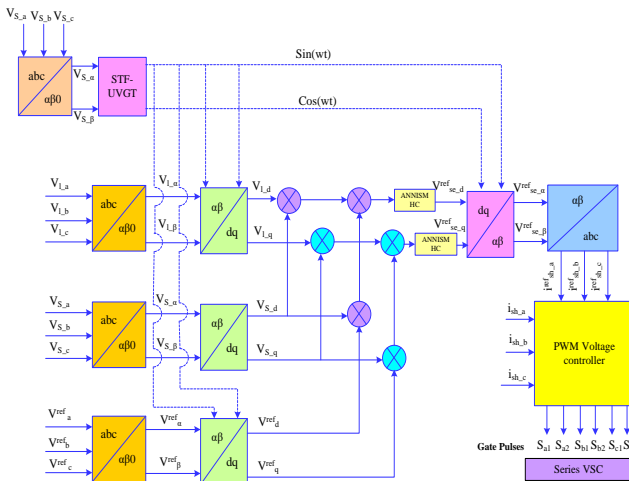 V_S_a V_S_b V_S_c
abc
αβ0
V_S_α
V_S_β
STF-
UVGT
Sin(wt)
Cos(wt)
V_l_a
V_l_b
V_l_c
abc
αβ0
V_l_α
V_l_β
αβ
dq
V_l_d
V_l_q
ANNISM
HC
ANNISM
HC
V^ref_se_d
V^ref_se_q
dq
αβ
V^ref_se_α
V^ref_se_β
αβ
abc
V_S_a
V_S_b
V_S_c
abc
αβ0
V_S_α
V_S_β
αβ
dq
V_S_d
V_S_q
i^ref_sh_a i^ref_sh_b i^ref_sh_c
i_sh_a
i_sh_b
i_sh_c
PWM Voltage
controller
V^ref_a
V^ref_b
V^ref_c
abc
αβ0
V^ref_α
V^ref_β
αβ
dq
V^ref_d
V^ref_q
Gate Pulses S_a1 S_a2 S_b1 S_b2 S_c1 S
Series VSC